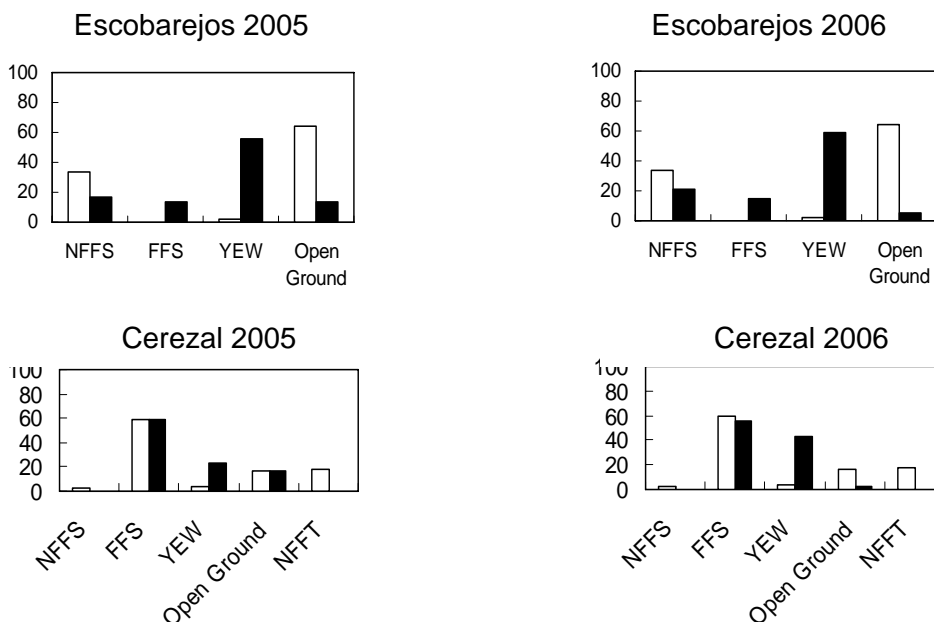 Escobarejos 2005
100
80
60
40
20
0
NFFS FFS YEW Open
Ground
Escobarejos 2006
100
80
60
40
20
0
NFFS FFS YEW Open
Ground
Cerezal 2005
100
80
60
40
20
0
NFFS FFS YEW Open Ground NFFT
Cerezal 2006
100
80
60
40
20
0
NFFS FFS YEW Open Ground NFFT